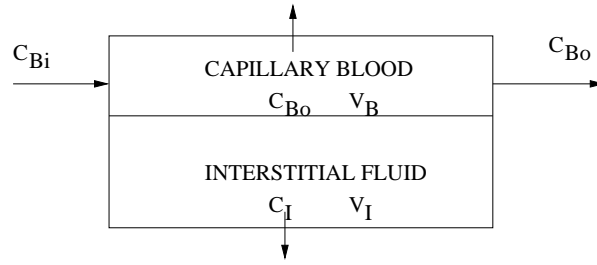 C_Bi
C_Bo
CAPILLARY BLOOD
C_Bo V_B
INTERSTITIAL FLUID
C_I V_I